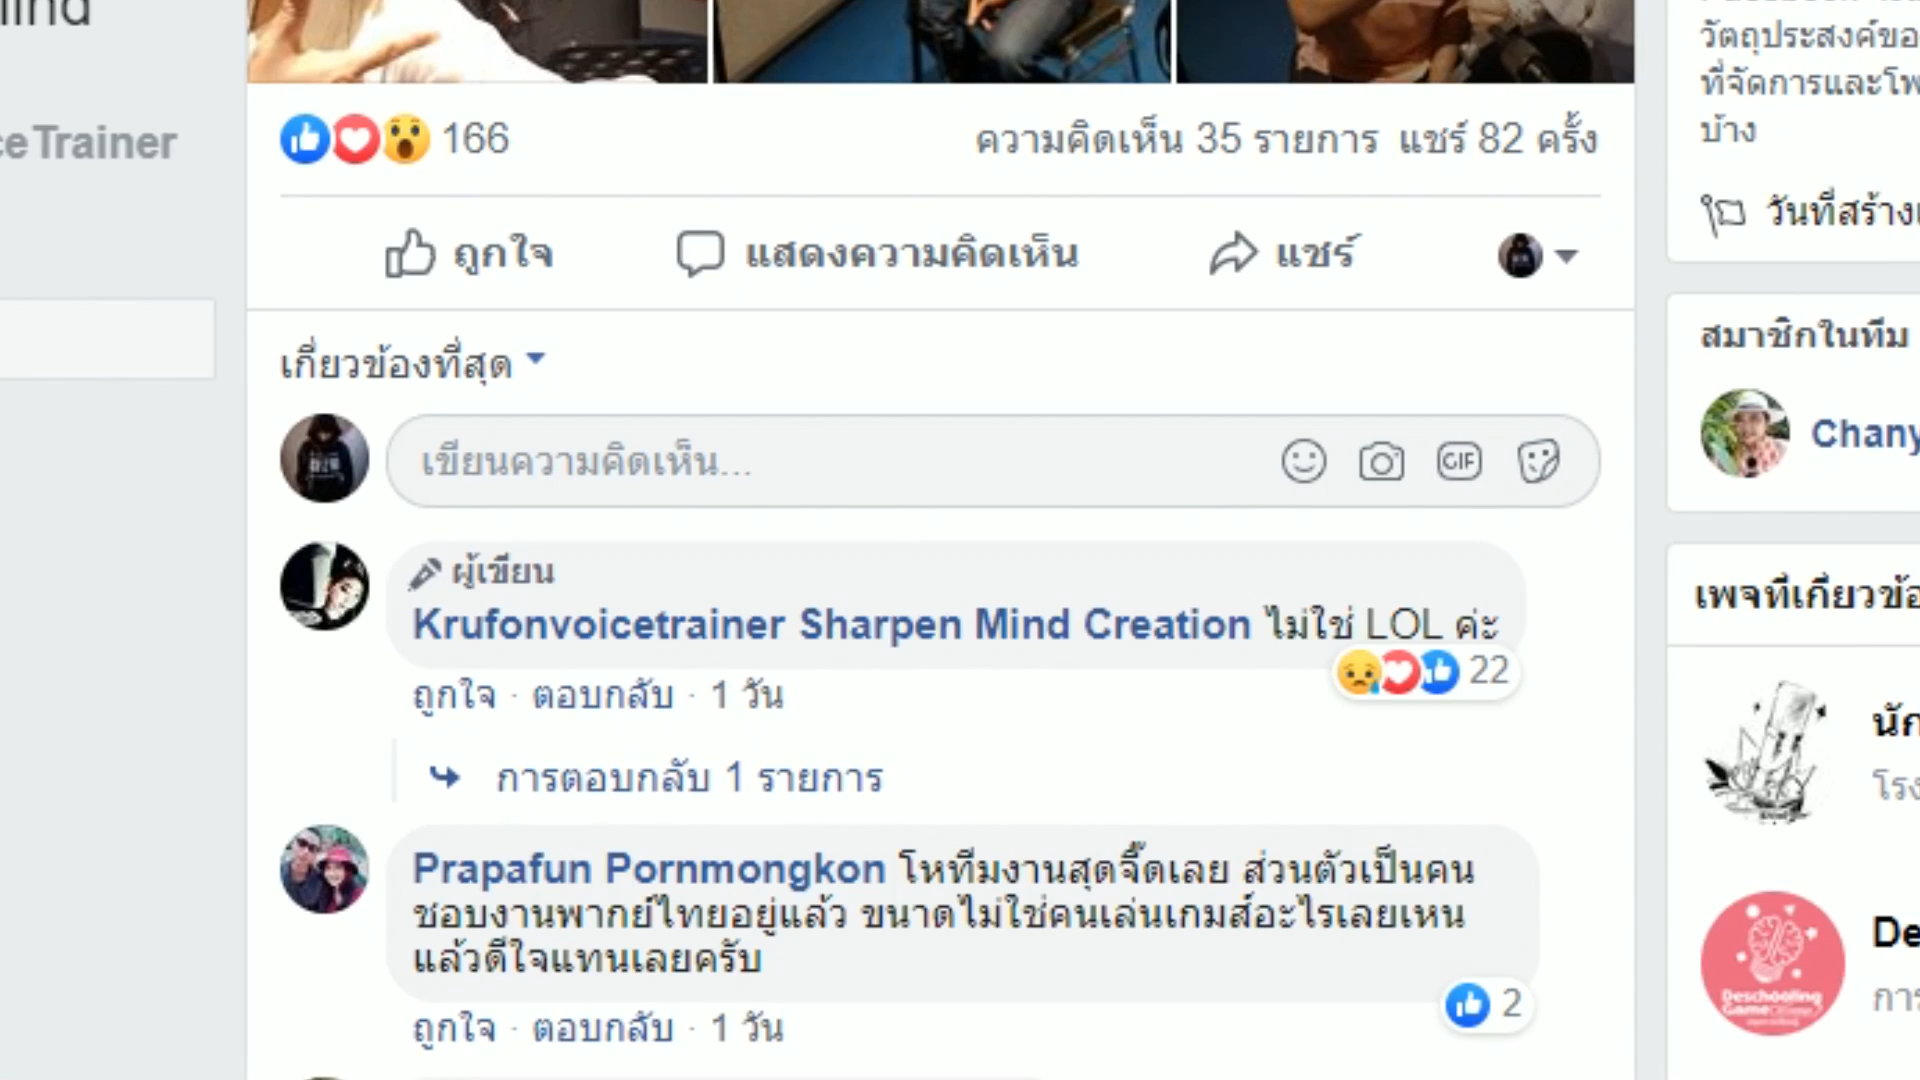 ce Trainer
166
ความคิดเห็น 35 รายการ แชร์ 82 ครั้ง
ถูกใจ
แสดงความคิดเห็น
แชร์
เกี่ยวข้องที่สุด
เขียนความคิดเห็น...
GIF
ผู้เขียน
Krufonvoicetrainer Sharpen Mind Creation ไม่ใช่ LOL ค่ะ
22
ถูกใจ · ตอบกลับ · 1 วัน
การตอบกลับ 1 รายการ
Prapafun Pornmongkon โหทีมงานสุดจี๊ดเลย ส่วนตัวเป็นคน
ชอบงานพากย์ไทยอยู่แล้ว ขนาดไม่ใช่คนเล่นเกมส์อะไรเลยเหน
แล้วดีใจแทนเลยครับ
2
ถูกใจ · ตอบกลับ · 1 วัน
วัตถุประสงค์ขอ
ที่จัดการและโพ
บ้าง
วันที่สร้างเ
สมาชิกในทีม
Chany
เพจที่เกี่ยวข้อ
นัก
โรง
De
การ
Deschooling
Game